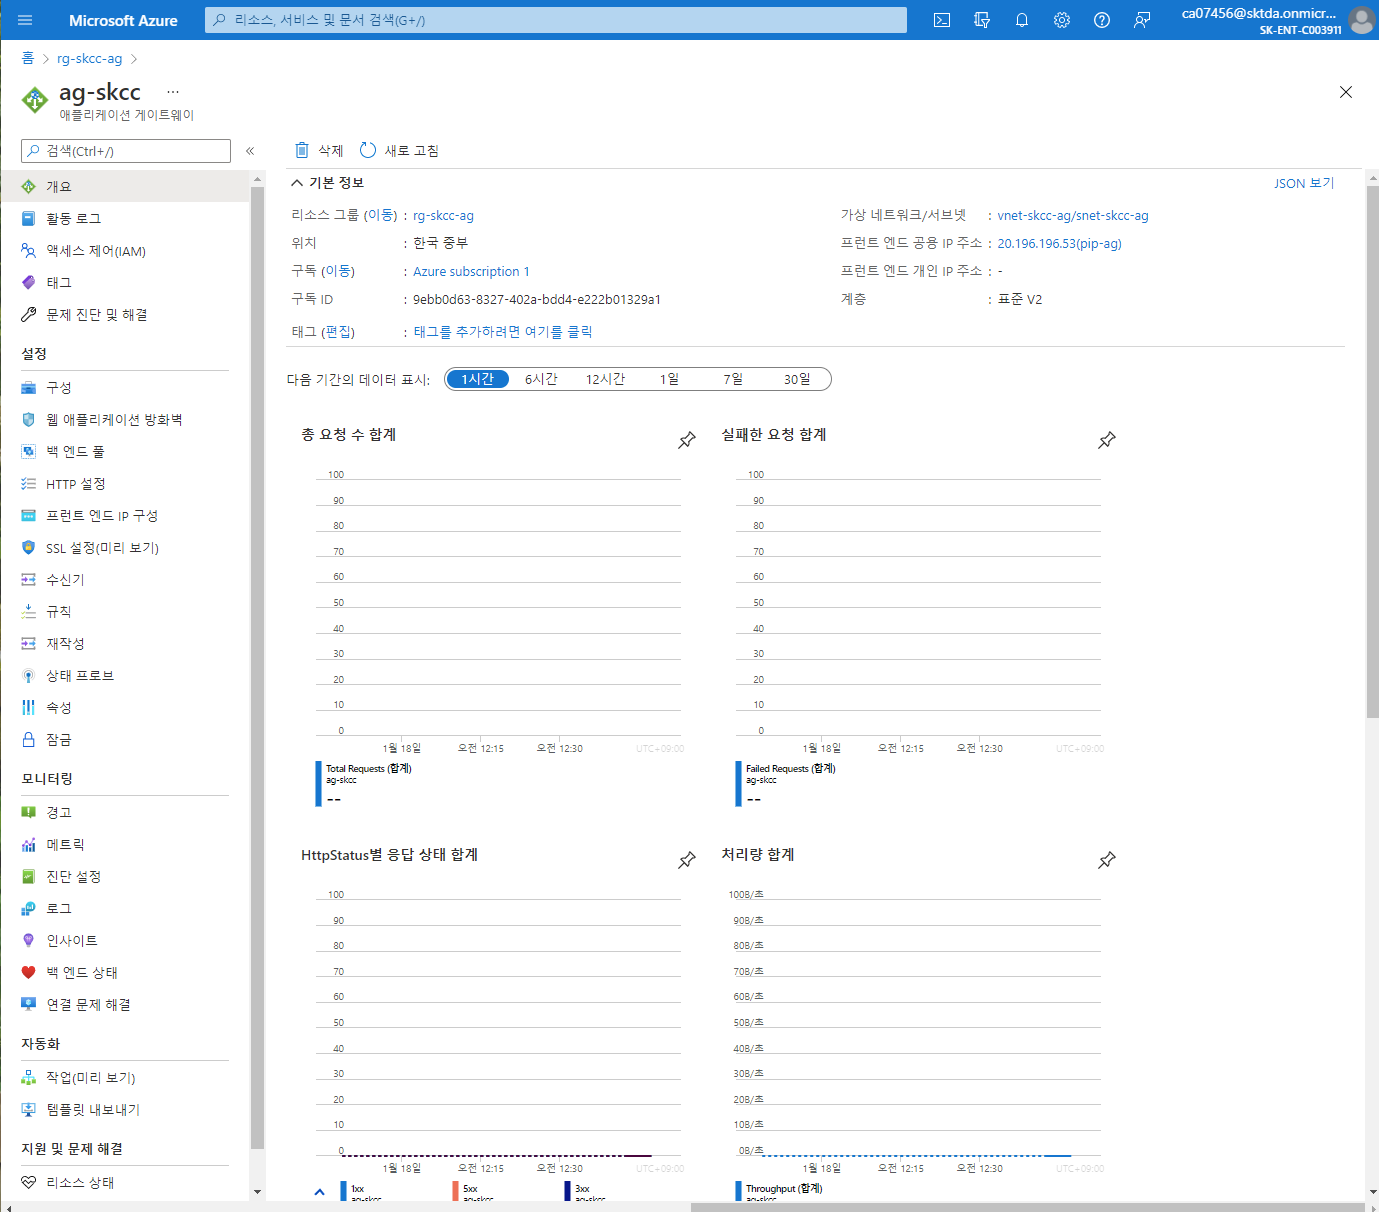 Microsoft Azure
리소스, 서비스 및 문서 검색(G+/)
ca07456@sktda.onmicr...
SK-ENT-C003911
홈 > rg-skcc-ag >
ag-skcc ...
애플리케이션 게이트웨이
검색(Ctrl+/)
«
삭제
새로 고침
개요
활동 로그
액세스 제어(IAM)
태그
문제 진단 및 해결
설정
구성
웹 애플리케이션 방화벽
백 엔드 풀
HTTP 설정
프런트 엔드 IP 구성
SSL 설정(미리 보기)
수신기
규칙
재작성
상태 프로브
속성
잠금
모니터링
경고
메트릭
진단 설정
로그
인사이트
백 엔드 상태
연결 문제 해결
자동화
작업(미리 보기)
템플릿 내보내기
지원 및 문제 해결
리소스 상태
기본 정보
JSON 보기
리소스 그룹 (이동) : rg-skcc-ag
위치 : 한국 중부
구독 (이동) : Azure subscription 1
구독 ID : 9ebb0d63-8327-402a-bdd4-e222b01329a1
태그 (편집) : 태그를 추가하려면 여기를 클릭
가상 네트워크/서브넷 : vnet-skcc-ag/snet-skcc-ag
프런트 엔드 공용 IP 주소 : 20.196.196.53(pip-ag)
프런트 엔드 개인 IP 주소 : -
계층 : 표준 V2
다음 기간의 데이터 표시: 1시간 6시간 12시간 1일 7일 30일
총 요청 수 합계
100
90
80
70
60
50
40
30
20
10
0
1월 18일 오전 12:15 오전 12:30 UTC+09:00
Total Requests (합계)
ag-skcc
--
실패한 요청 합계
100
90
80
70
60
50
40
30
20
10
0
1월 18일 오전 12:15 오전 12:30 UTC+09:00
Failed Requests (합계)
ag-skcc
--
HttpStatus별 응답 상태 합계
100
90
80
70
60
50
40
30
20
10
0
1월 18일 오전 12:15 오전 12:30 UTC+09:00
1xx 5xx 3xx
ag-skcc ag-skcc ag-skcc
처리량 합계
100B/초
90B/초
80B/초
70B/초
60B/초
50B/초
40B/초
30B/초
20B/초
10B/초
0B/초
1월 18일 오전 12:15 오전 12:30 UTC+09:00
Throughput (합계)
ag-skcc